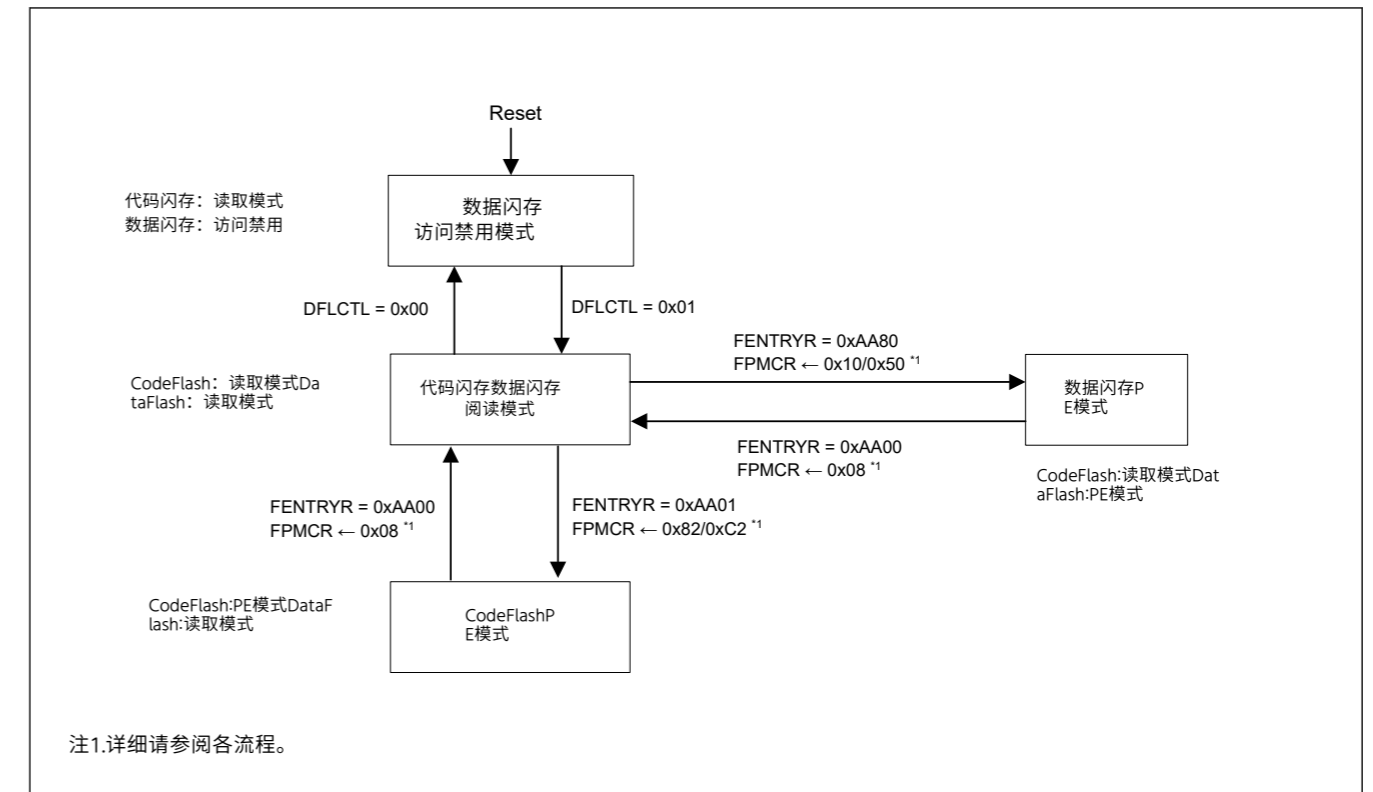 Reset
代码闪存：读取模式
数据闪存：访问禁用
数据闪存
访问禁用模式
DFLCTL = 0x00
DFLCTL = 0x01
FENTRYR = 0xAA80
FPMCR ← 0x10/0x50 *1
CodeFlash：读取模式Da
taFlash：读取模式
代码闪存数据闪存
阅读模式
数据闪存P
E模式
FENTRYR = 0xAA00
FPMCR ← 0x08 *1
CodeFlash:读取模式Dat
aFlash:PE模式
FENTRYR = 0xAA00
FPMCR ← 0x08 *1
FENTRYR = 0xAA01
FPMCR ← 0x82/0xC2 *1
CodeFlash:PE模式DataF
lash:读取模式
CodeFlashP
E模式
注1.详细请参阅各流程。